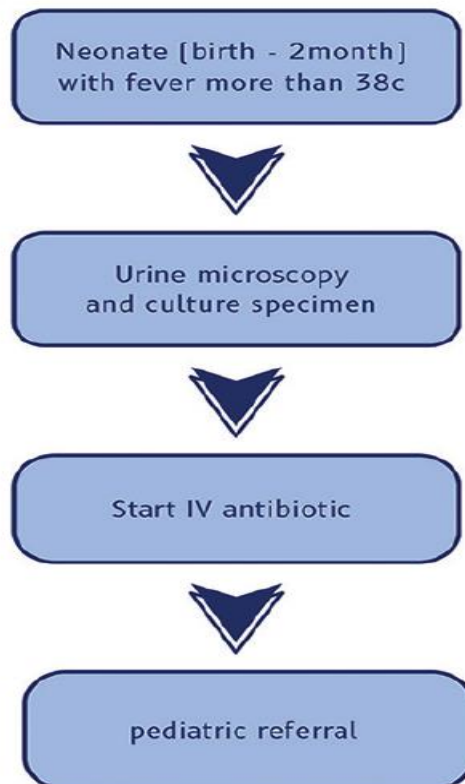 Neonate [birth - 2month]
with fever more than 38c
Urine microscopy
and culture specimen
Start IV antibiotic
pediatric referral